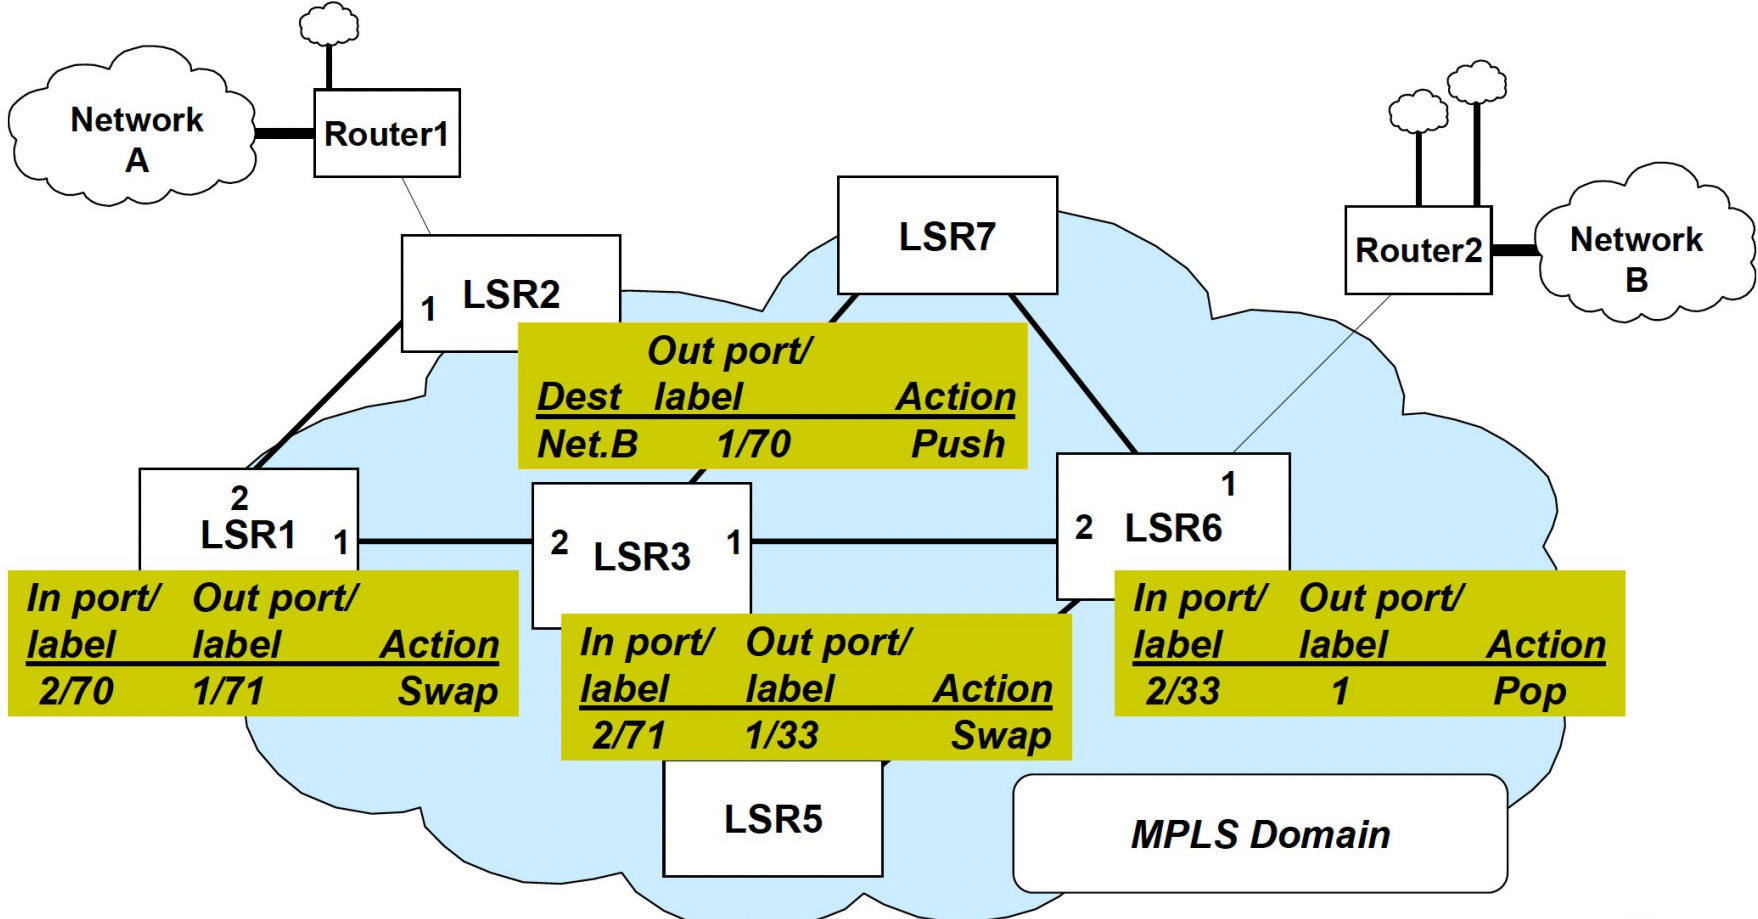 Network
A
Router1
LSR7
Router2
Network
B
LSR2
1
Out port/
Dest label Action
Net.B 1/70 Push
2
LSR1
1
2
LSR3
1
1
2
LSR6
In port/ Out port/
label label Action
2/70 1/71 Swap
In port/ Out port/
label label Action
2/71 1/33 Swap
In port/ Out port/
label label Action
2/33 1 Pop
LSR5
MPLS Domain